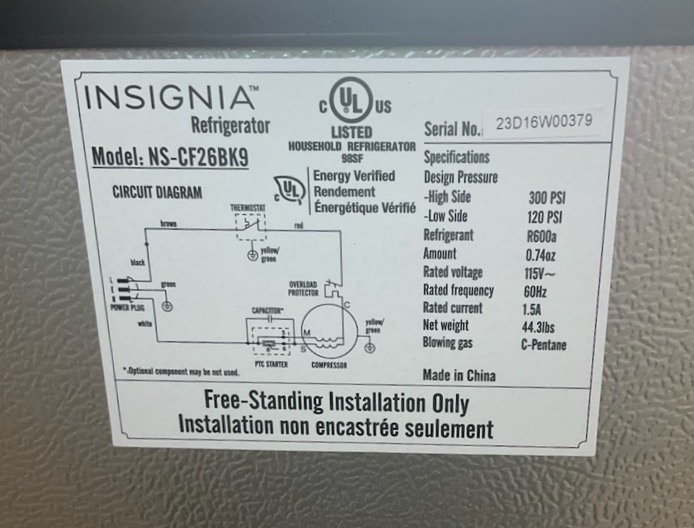 INSIGNIA™
Refrigerator
Model: NS-CF26BK9
C UL US
LISTED
HOUSEHOLD REFRIGERATOR
98SF
UL
Energy Verified
Rendement
Énergétique Vérifié
Serial No.: 23D16W00379
Specifications
Design Pressure
-High Side 300 PSI
-Low Side 120 PSI
Refrigerant R600a
Amount 0.74oz
Rated voltage 115V~
Rated frequency 60Hz
Rated current 1.5A
Net weight 44.3lbs
Blowing gas C-Pentane
Made in China
CIRCUIT DIAGRAM
THERMOSTAT
brown
red
yellow/
green
black
green
POWER PLUG
white
OVERLOAD
PROTECTOR
C
CAPACITOR*
M
S
yellow/
green
PTC STARTER
COMPRESSOR
*.Optional component may be not used.
Free-Standing Installation Only
Installation non encastrée seulement